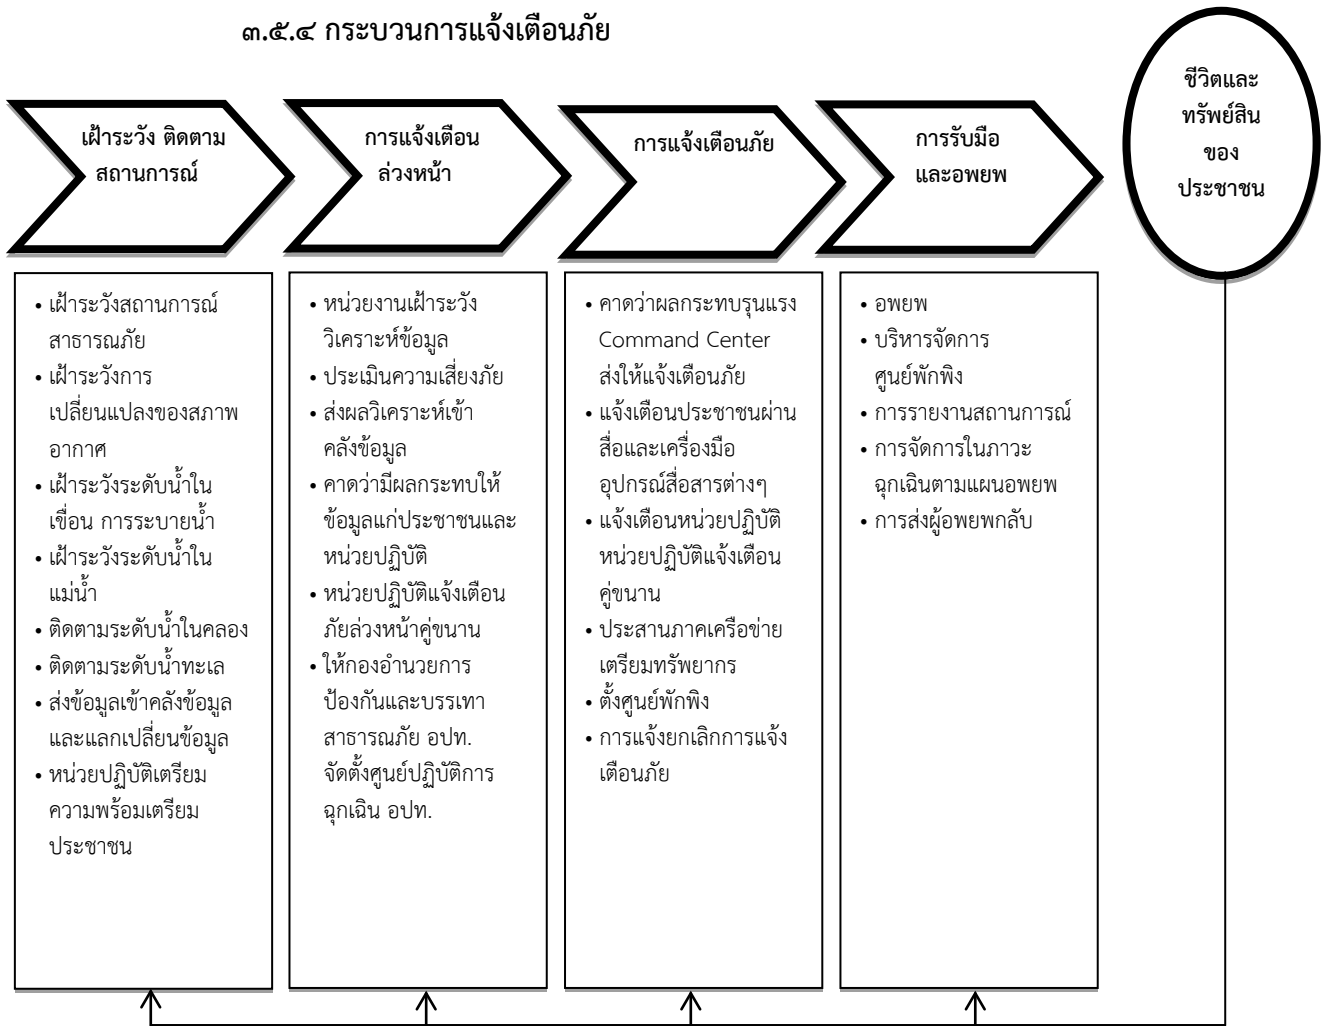 ๓.๕.๔ กระบวนการแจ้งเตือนภัย
เฝ้าระวัง ติดตาม
สถานการณ์
การแจ้งเตือน
ล่วงหน้า
การแจ้งเตือนภัย
การรับมือ
และอพยพ
ชีวิตและ
ทรัพย์สิน
ของ
ประชาชน
• เฝ้าระวังสถานการณ์
สาธารณภัย
• เฝ้าระวังการ
เปลี่ยนแปลงของสภาพ
อากาศ
• เฝ้าระวังระดับน้ำใน
เขื่อน การระบายน้ำ
• เฝ้าระวังระดับน้ำใน
แม่น้ำ
• ติดตามระดับน้ำในคลอง
• ติดตามระดับน้ำทะเล
• ส่งข้อมูลเข้าคลังข้อมูล
และแลกเปลี่ยนข้อมูล
• หน่วยปฏิบัติเตรียม
ความพร้อมเตรียม
ประชาชน
• หน่วยงานเฝ้าระวัง
วิเคราะห์ข้อมูล
• ประเมินความเสี่ยงภัย
• ส่งผลวิเคราะห์เข้า
คลังข้อมูล
• คาดว่ามีผลกระทบให้
ข้อมูลแก่ประชาชนและ
หน่วยปฏิบัติ
• หน่วยปฏิบัติแจ้งเตือน
ภัยล่วงหน้าคู่ขนาน
• ให้กองอำนวยการ
ป้องกันและบรรเทา
สาธารณภัย อปท.
จัดตั้งศูนย์ปฏิบัติการ
ฉุกเฉิน อปท.
• คาดว่าผลกระทบรุนแรง
Command Center
ส่งให้แจ้งเตือนภัย
• แจ้งเตือนประชาชนผ่าน
สื่อและเครื่องมือ
อุปกรณ์สื่อสารต่างๆ
• แจ้งเตือนหน่วยปฏิบัติ
หน่วยปฏิบัติแจ้งเตือน
คู่ขนาน
• ประสานภาคเครือข่าย
เตรียมทรัพยากร
• ตั้งศูนย์พักพิง
• การแจ้งยกเลิกการแจ้ง
เตือนภัย
• อพยพ
• บริหารจัดการ
ศูนย์พักพิง
• การรายงานสถานการณ์
• การจัดการในภาวะ
ฉุกเฉินตามแผนอพยพ
• การส่งผู้อพยพกลับ